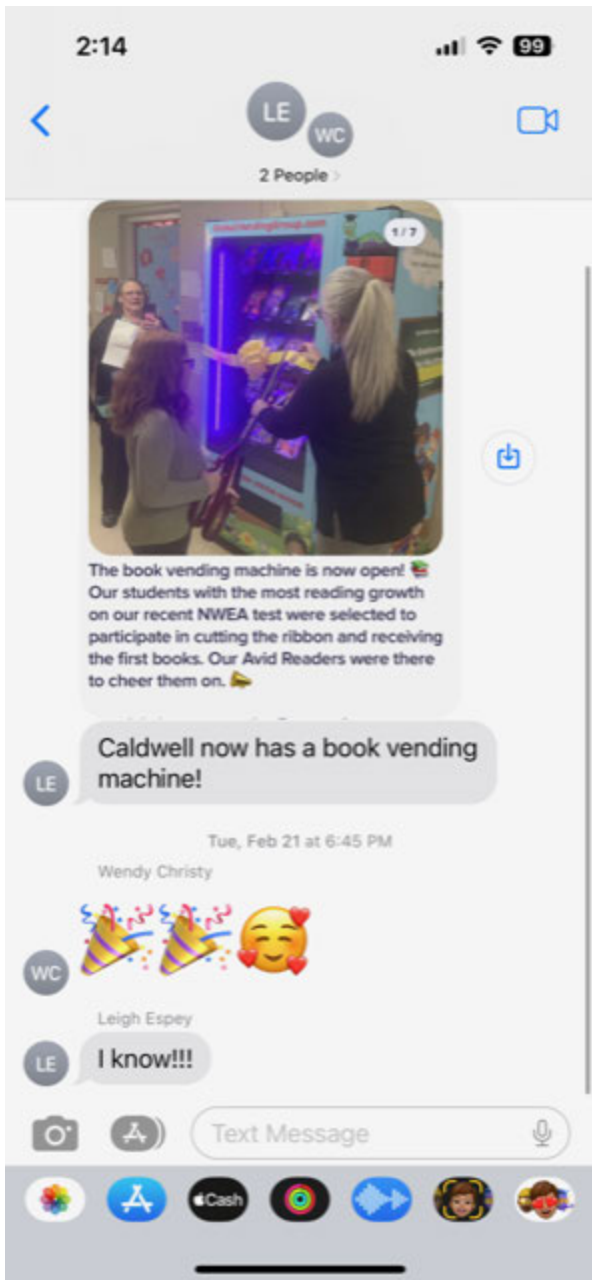 2:14
99
LE
WC
2 People >
1/7
The book vending machine is now open! 📚
Our students with the most reading growth
on our recent NWEA test were selected to
participate in cutting the ribbon and receiving
the first books. Our Avid Readers were there
to cheer them on. 📣
Caldwell now has a book vending
machine!
LE
Tue, Feb 21 at 6:45 PM
Wendy Christy
🎉🎉🥰
WC
Leigh Espey
LE
I know!!!
Text Message
Cash